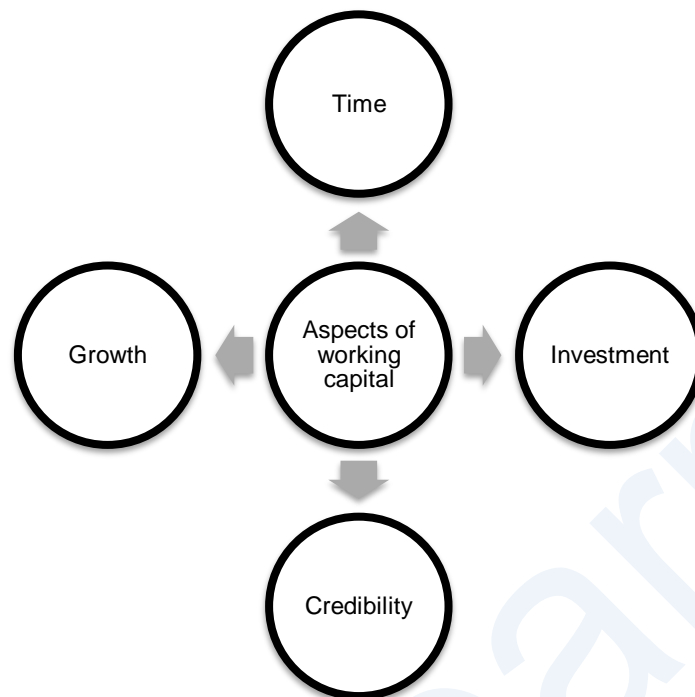 Time
Growth
Aspects of
working
capital
Investment
Credibility